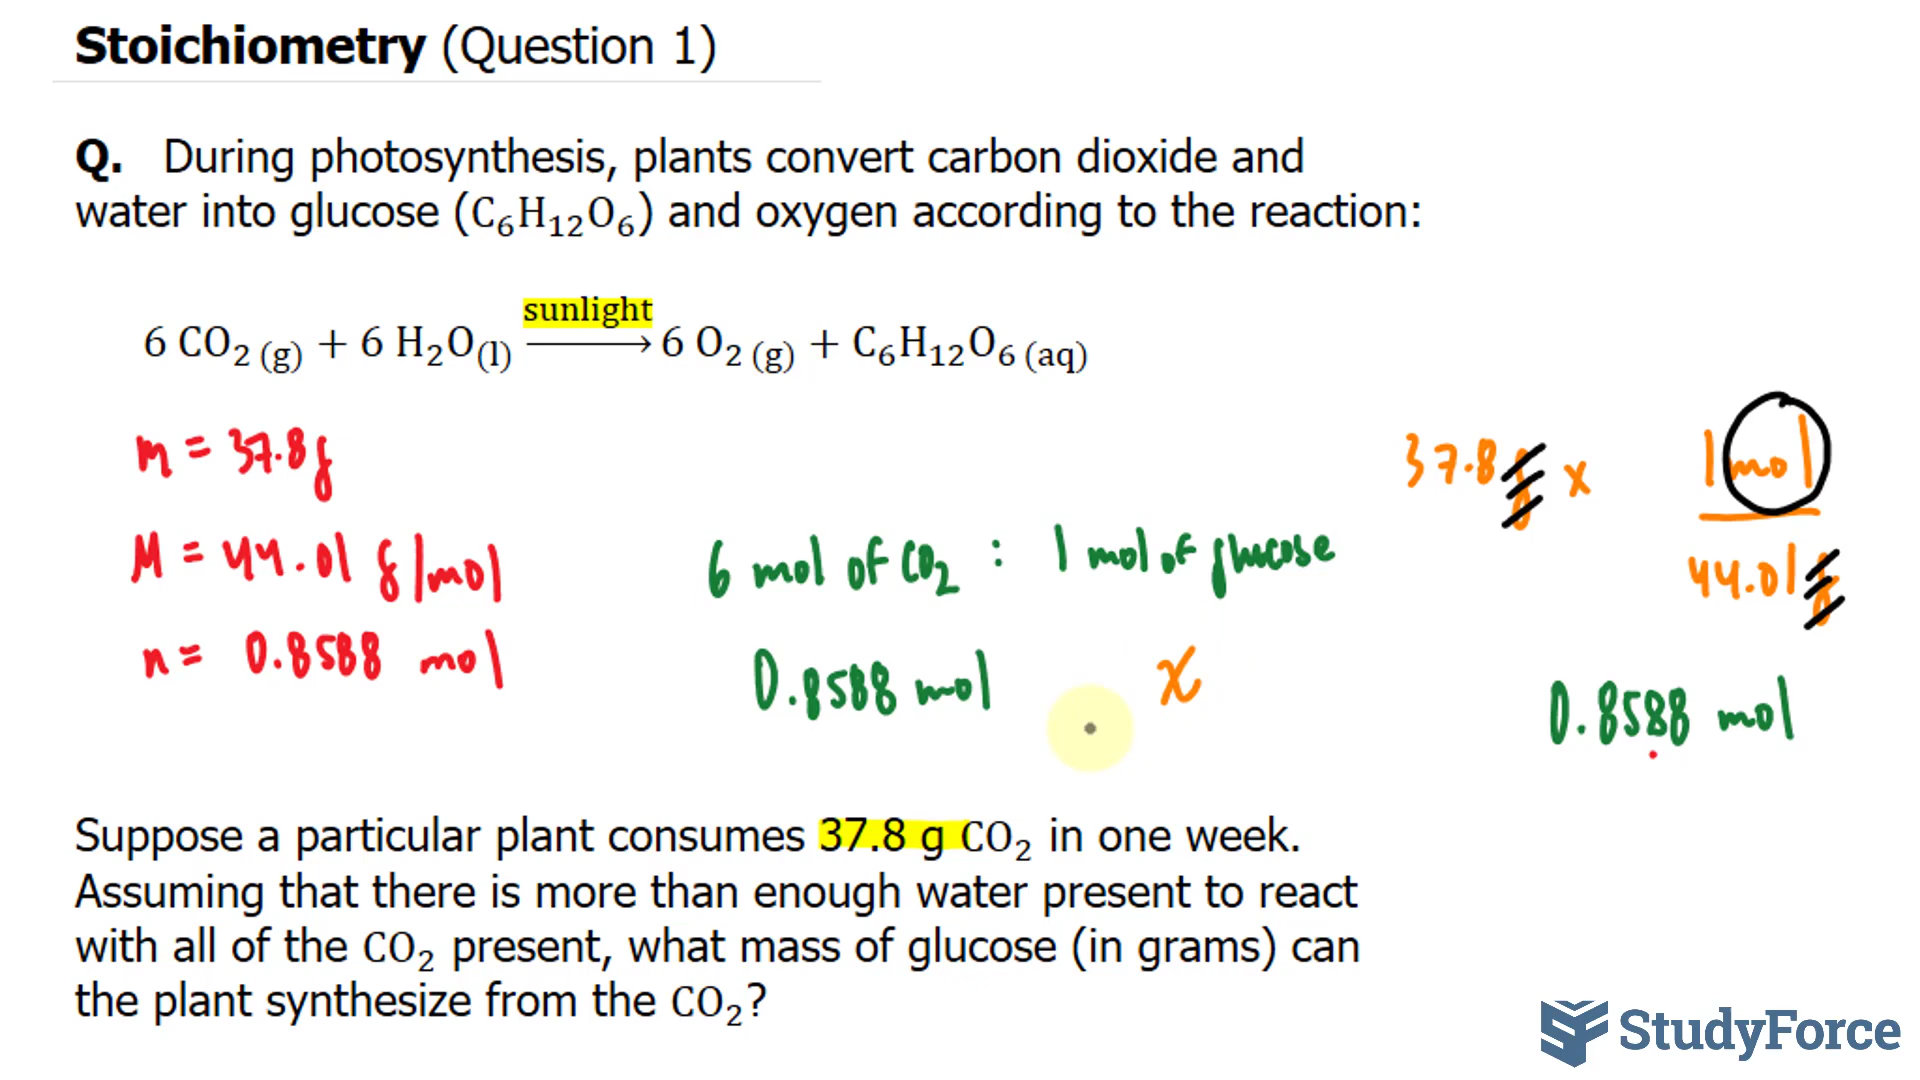 Stoichiometry (Question 1)
Q. During photosynthesis, plants convert carbon dioxide and
water into glucose (C₆H₁₂O₆) and oxygen according to the reaction:
sunlight
6 CO₂ (g) + 6 H₂O(l) ⟶ 6 O₂ (g) + C₆H₁₂O₆ (aq)
m = 37.8g
M = 44.01 g/mol
n = 0.8588 mol
6 mol of CO₂ : 1 mol of glucose
0.8588 mol x
37.8g x 1 mol
44.01g
0.8588 mol
Suppose a particular plant consumes 37.8 g CO₂ in one week.
Assuming that there is more than enough water present to react
with all of the CO₂ present, what mass of glucose (in grams) can
the plant synthesize from the CO₂?
StudyForce